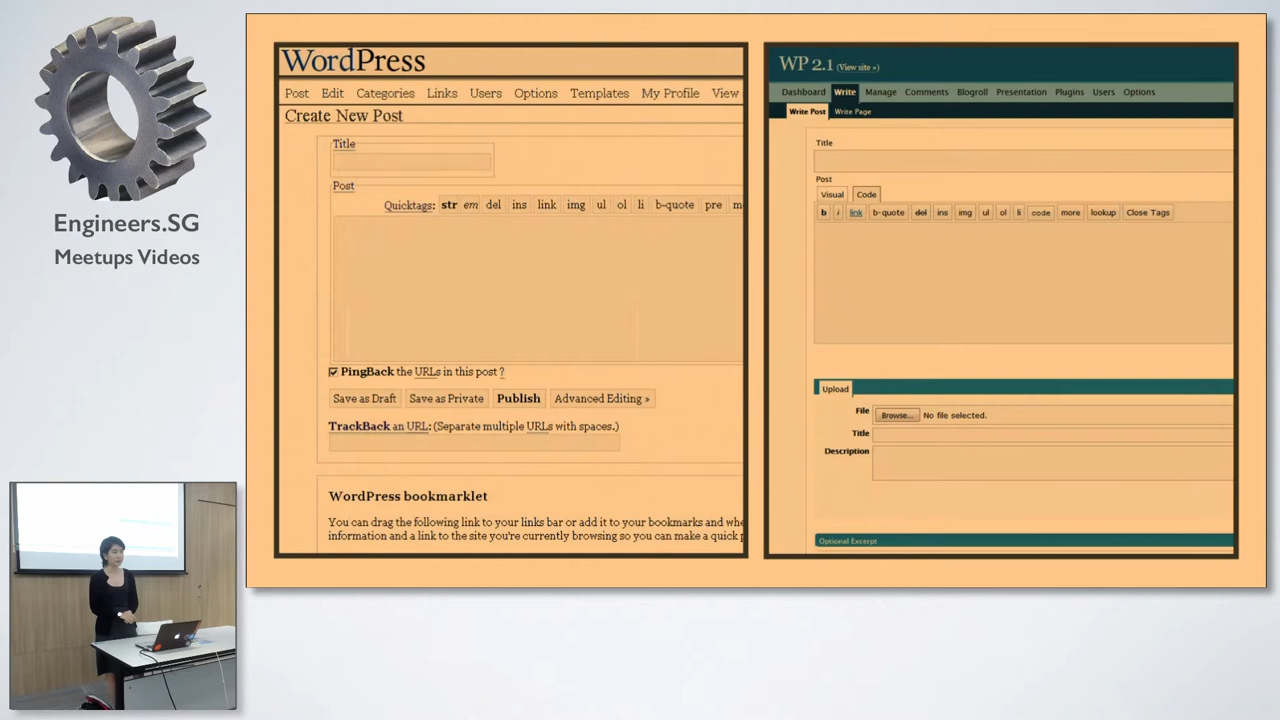 Engineers.SG
Meetups Videos
WordPress
Post Edit Categories Links Users Options Templates My Profile View
Create New Post
Title
Post
Quicktags: str em del ins link img ul ol li b-quote pre m
PingBack the URLs in this post ?
Save as Draft Save as Private Publish Advanced Editing »
TrackBack an URL: (Separate multiple URLs with spaces.)
WordPress bookmarklet
You can drag the following link to your links bar or add it to your bookmarks and whe
information and a link to the site you're currently browsing so you can make a quick p
WP 2.1 (View site »)
Dashboard Write Manage Comments Blogroll Presentation Plugins Users Options
Write Post Write Page
Title
Post
Visual Code
b i link b-quote del ins img ul ol li code more lookup Close Tags
Upload
File Browse... No file selected.
Title
Description
Optional Excerpt